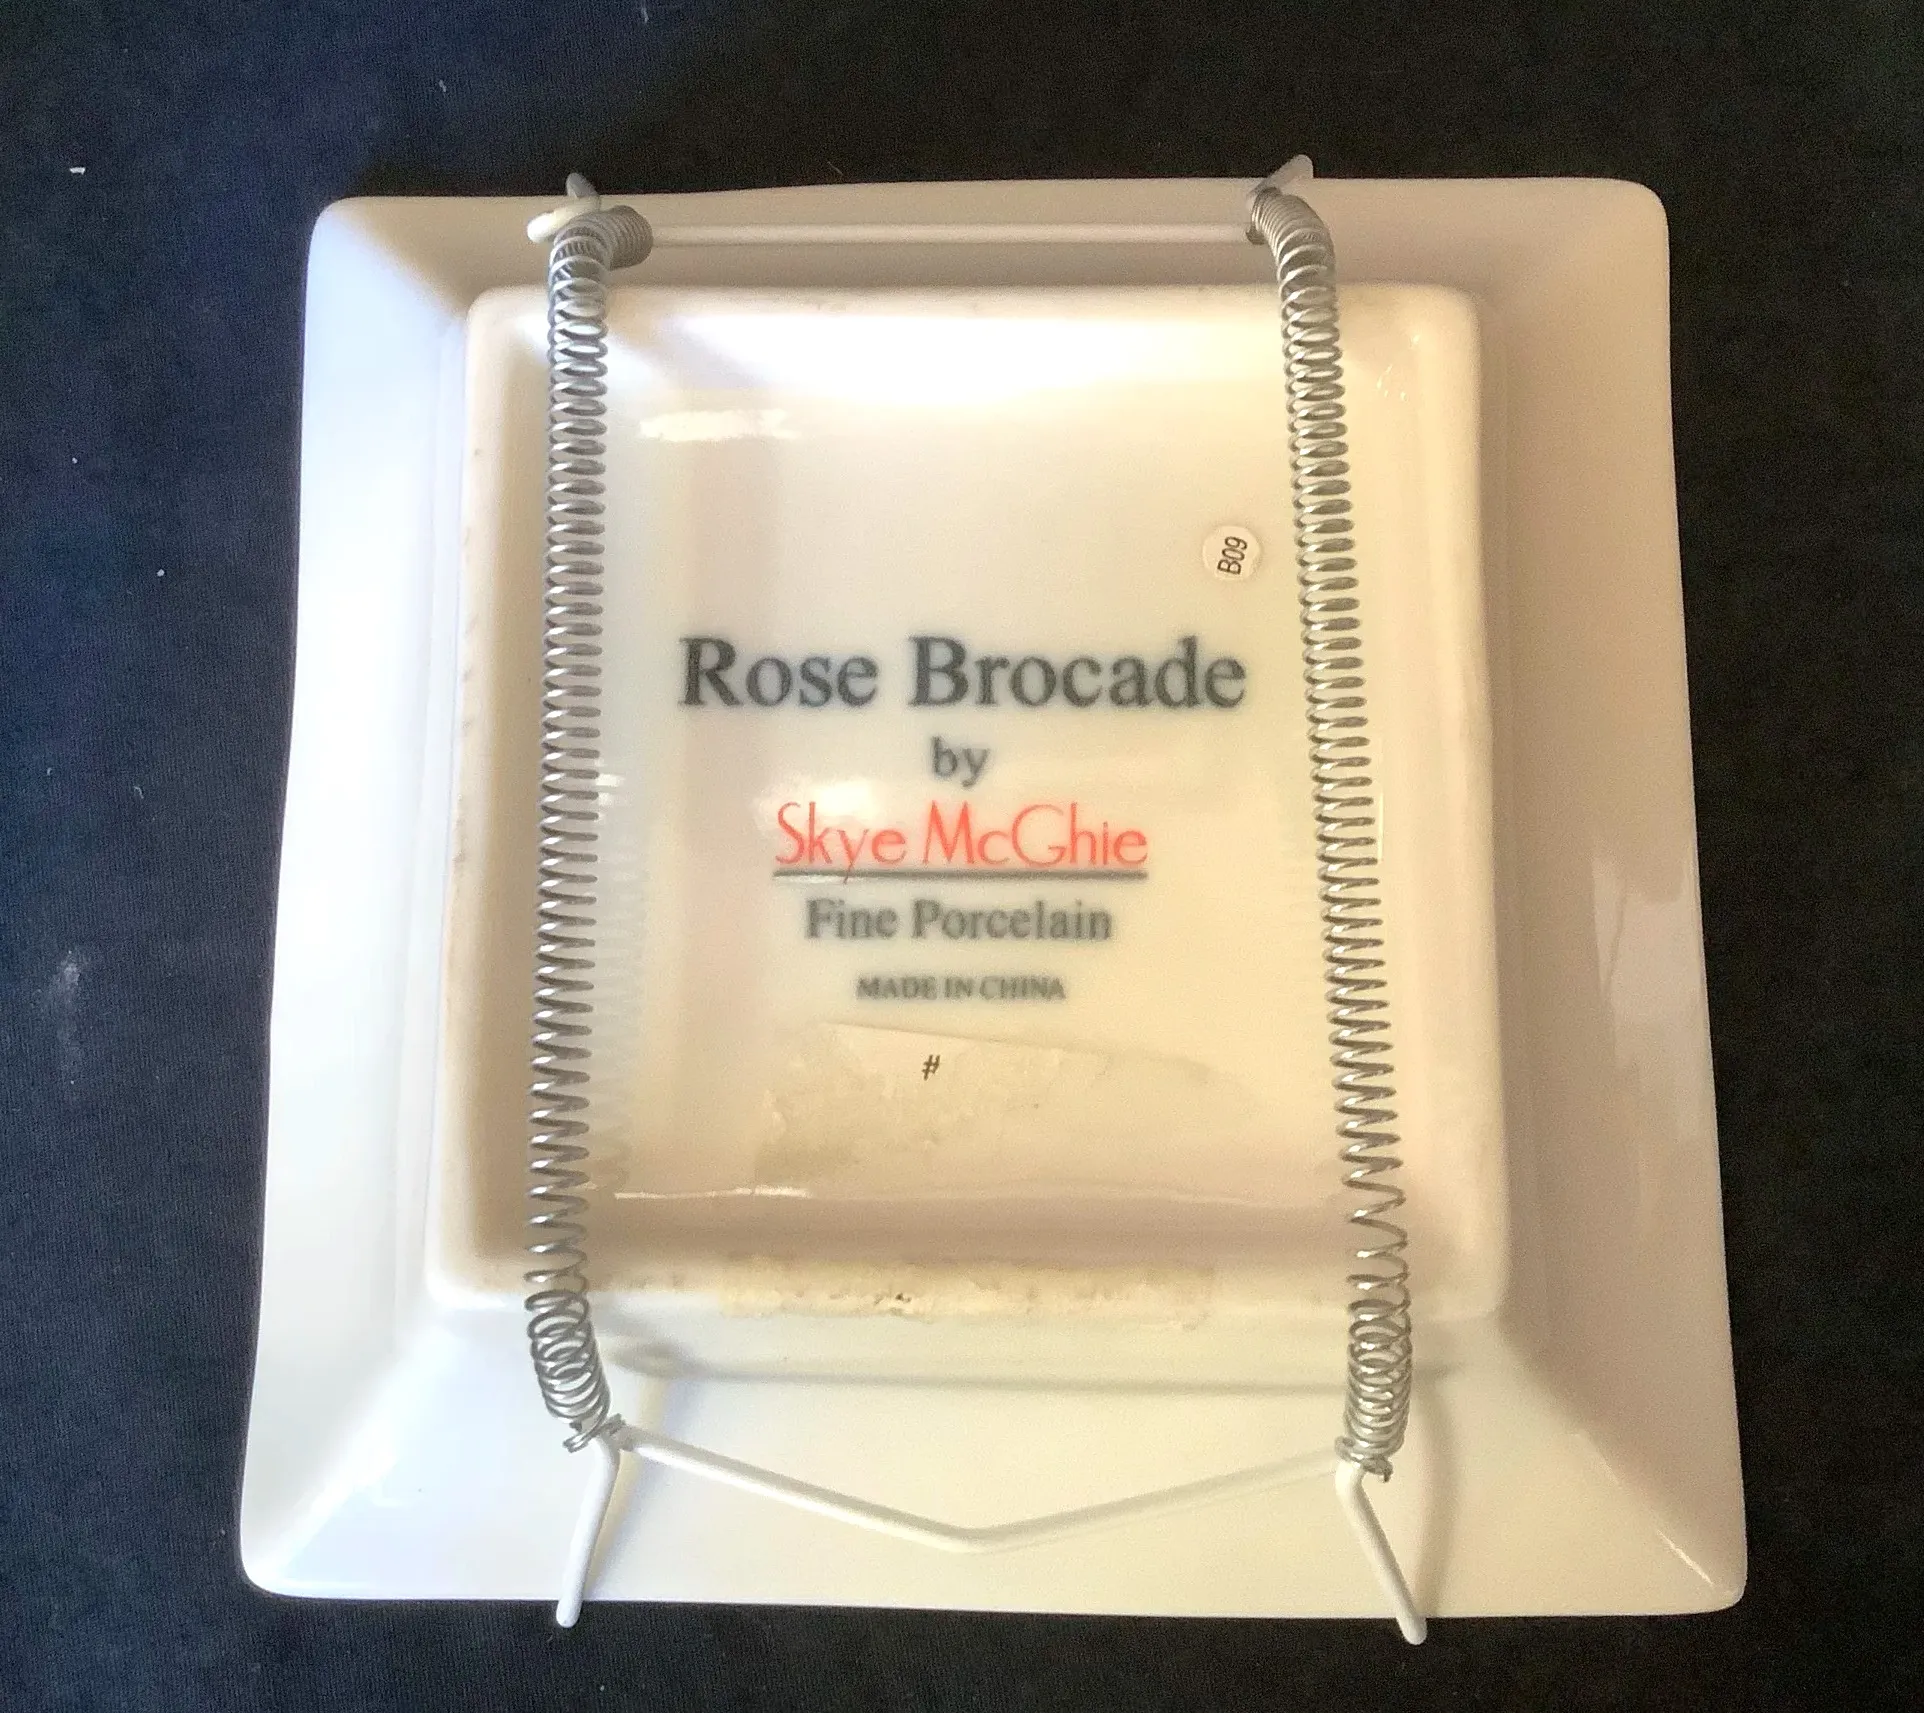 B09
Rose Brocade
by
Skye McGhie
Fine Porcelain
MADE IN CHINA
#